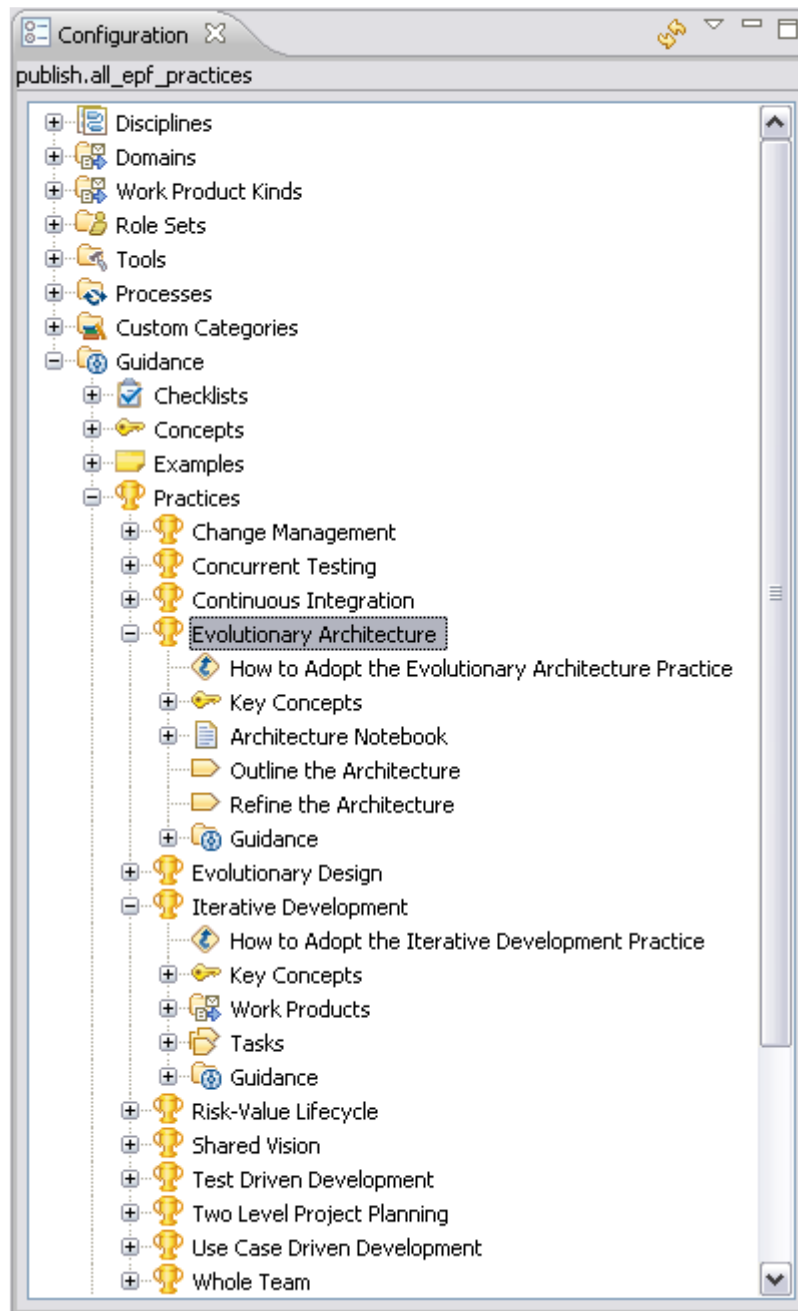 Configuration
publish.all_epf_practices
Disciplines
Domains
Work Product Kinds
Role Sets
Tools
Processes
Custom Categories
Guidance
Checklists
Concepts
Examples
Practices
Change Management
Concurrent Testing
Continuous Integration
Evolutionary Architecture
How to Adopt the Evolutionary Architecture Practice
Key Concepts
Architecture Notebook
Outline the Architecture
Refine the Architecture
Guidance
Evolutionary Design
Iterative Development
How to Adopt the Iterative Development Practice
Key Concepts
Work Products
Tasks
Guidance
Risk-Value Lifecycle
Shared Vision
Test Driven Development
Two Level Project Planning
Use Case Driven Development
Whole Team